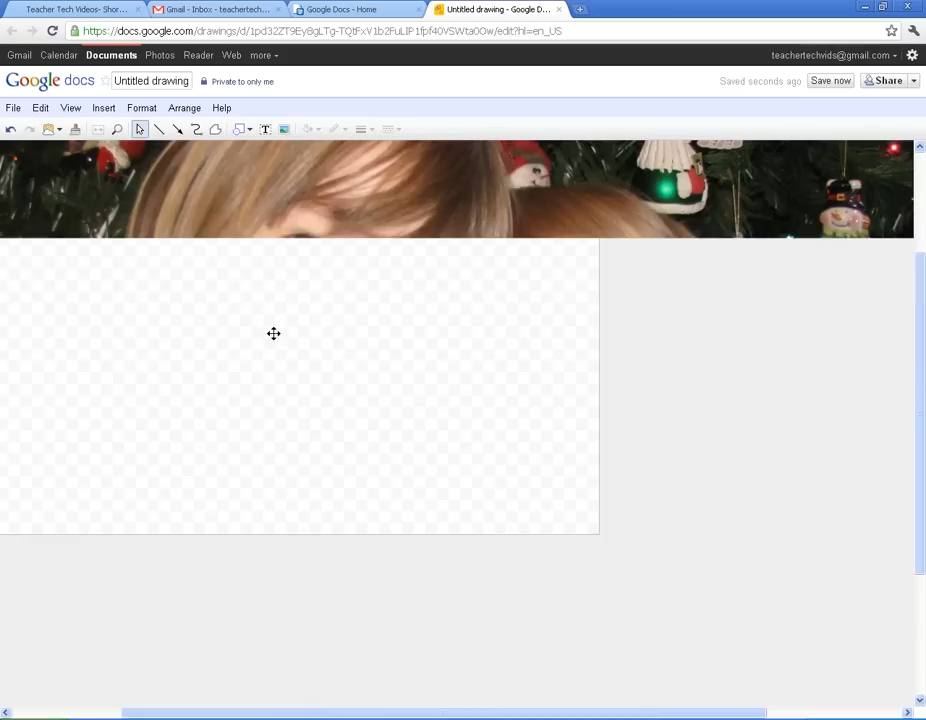 Teacher Tech Videos- Shor...
Gmail - Inbox - teachertech...
Google Docs - Home
Untitled drawing - Google D...
https://docs.google.com/drawings/d/1pd32ZT9Ey8gLTg-TQtFxV1b2FuLIP1fpf40VSWta0Ow/edit?hl=en_US
Gmail Calendar Documents Photos Reader Web more
teachertechvids@gmail.com
Google docs
Untitled drawing
Private to only me
Saved seconds ago
Save now
Share
File Edit View Insert Format Arrange Help
T